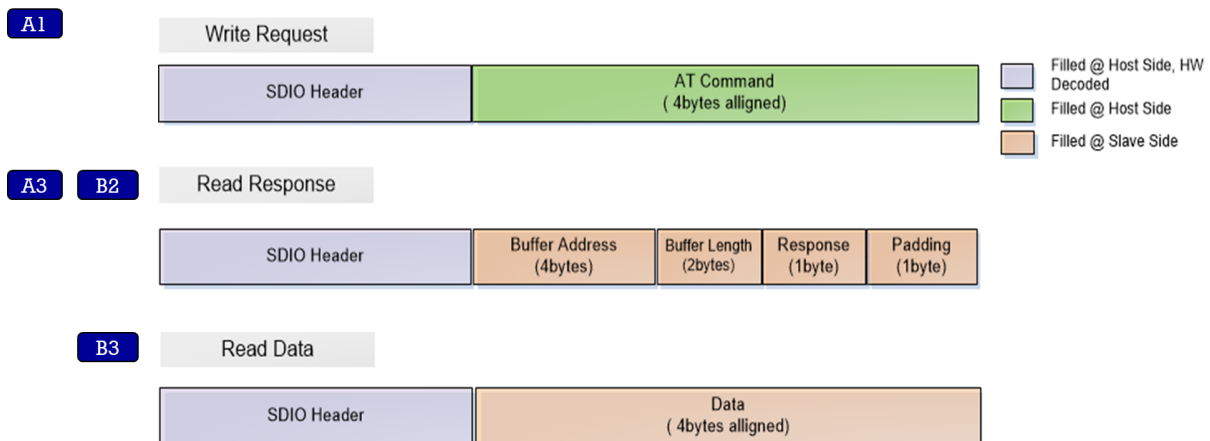 A1
Write Request
SDIO Header
AT Command
( 4bytes alligned)
Filled @ Host Side, HW
Decoded
Filled @ Host Side
Filled @ Slave Side
A3
B2
Read Response
SDIO Header
Buffer Address
(4bytes)
Buffer Length
(2bytes)
Response
(1byte)
Padding
(1byte)
B3
Read Data
SDIO Header
Data
( 4bytes alligned)